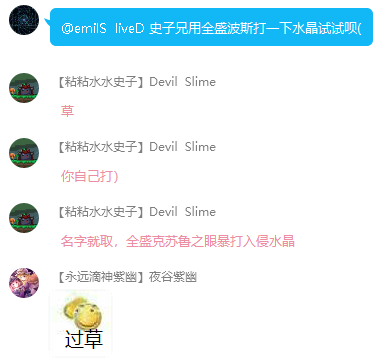 @emilS liveD 史子兄用全盛波斯打一下水晶试试呗(
【粘粘水水史子】Devil Slime
草
【粘粘水水史子】Devil Slime
你自己打)
【粘粘水水史子】Devil Slime
名字就取，全盛克苏鲁之眼暴打入侵水晶
【永远滴神紫幽】夜谷紫幽
过草